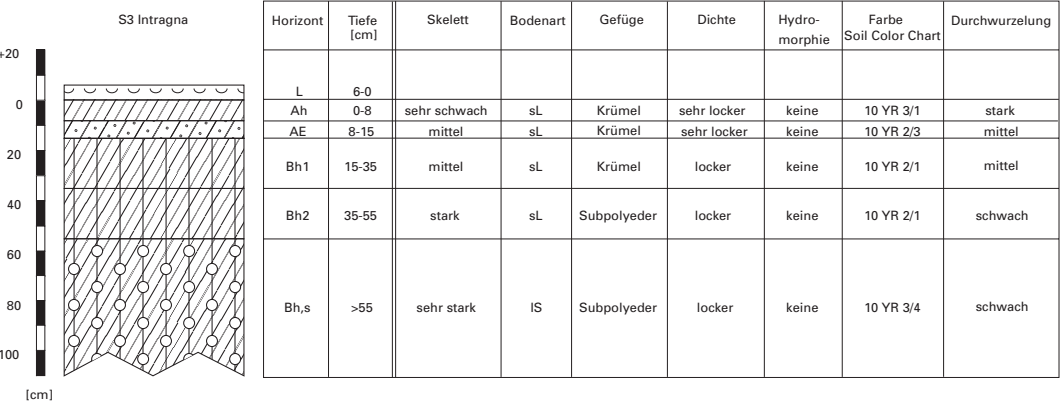 S3 Intragna
Horizont Tiefe [cm] Skelett Bodenart Gefüge Dichte Hydro-morphie Farbe Soil Color Chart Durchwurzelung
L 6-0
Ah 0-8 sehr schwach sL Krümel sehr locker keine 10 YR 3/1 stark
AE 8-15 mittel sL Krümel sehr locker keine 10 YR 2/3 mittel
Bh1 15-35 mittel sL Krümel locker keine 10 YR 2/1 mittel
Bh2 35-55 stark sL Subpolyeder locker keine 10 YR 2/1 schwach
Bh,s >55 sehr stark lS Subpolyeder locker keine 10 YR 3/4 schwach
+20
0
20
40
60
80
100
[cm]